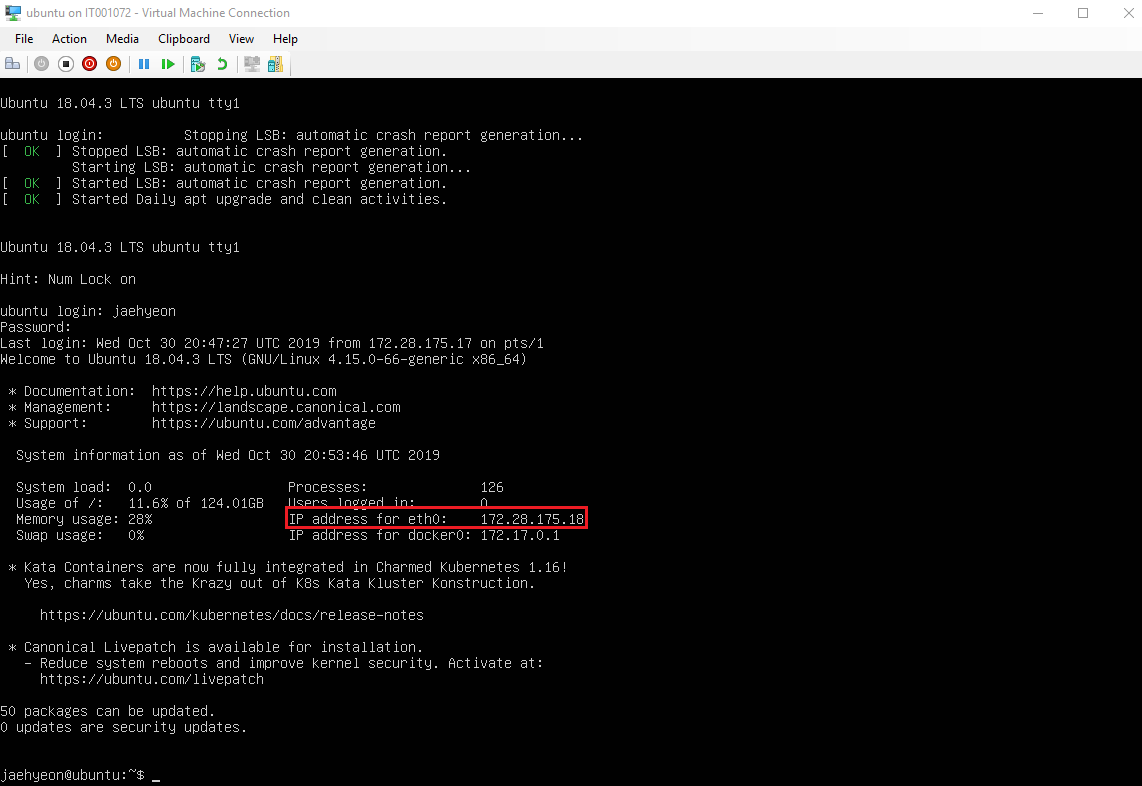 ubuntu on IT001072 - Virtual Machine Connection
File Action Media Clipboard View Help
Ubuntu 18.04.3 LTS ubuntu tty1
ubuntu login:          Stopping LSB: automatic crash report generation...
[  OK  ] Stopped LSB: automatic crash report generation.
         Starting LSB: automatic crash report generation...
[  OK  ] Started LSB: automatic crash report generation.
[  OK  ] Started Daily apt upgrade and clean activities.
Ubuntu 18.04.3 LTS ubuntu tty1
Hint: Num Lock on
ubuntu login: jaehyeon
Password:
Last login: Wed Oct 30 20:47:27 UTC 2019 from 172.28.175.17 on pts/1
Welcome to Ubuntu 18.04.3 LTS (GNU/Linux 4.15.0-66-generic x86_64)
 * Documentation:  https://help.ubuntu.com
 * Management:     https://landscape.canonical.com
 * Support:        https://ubuntu.com/advantage
  System information as of Wed Oct 30 20:53:46 UTC 2019
  System load:  0.0                Processes:              126
  Usage of /:   11.6% of 124.01GB   Users logged in:        0
  Memory usage: 28%                IP address for eth0:    172.28.175.18
  Swap usage:   0%                 IP address for docker0: 172.17.0.1
 * Kata Containers are now fully integrated in Charmed Kubernetes 1.16!
   Yes, charms take the Krazy out of K8s Kata Kluster Konstruction.
     https://ubuntu.com/kubernetes/docs/release-notes
 * Canonical Livepatch is available for installation.
   - Reduce system reboots and improve kernel security. Activate at:
     https://ubuntu.com/livepatch
50 packages can be updated.
0 updates are security updates.
jaehyeon@ubuntu:~$ _